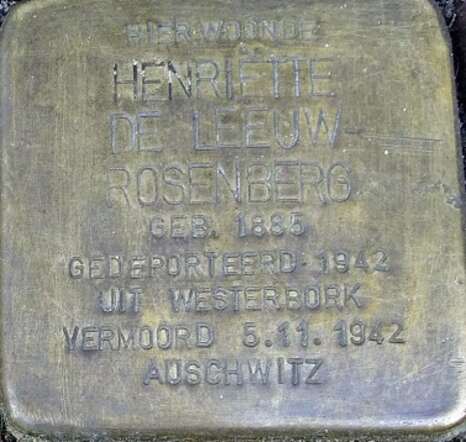 HIER WOONDE
HENRIËTTE
DE LEEUW-
ROSENBERG
GEB. 1885
GEDEPORTEERD 1942
UIT WESTERBORK
VERMOORD 5.11.1942
AUSCHWITZ